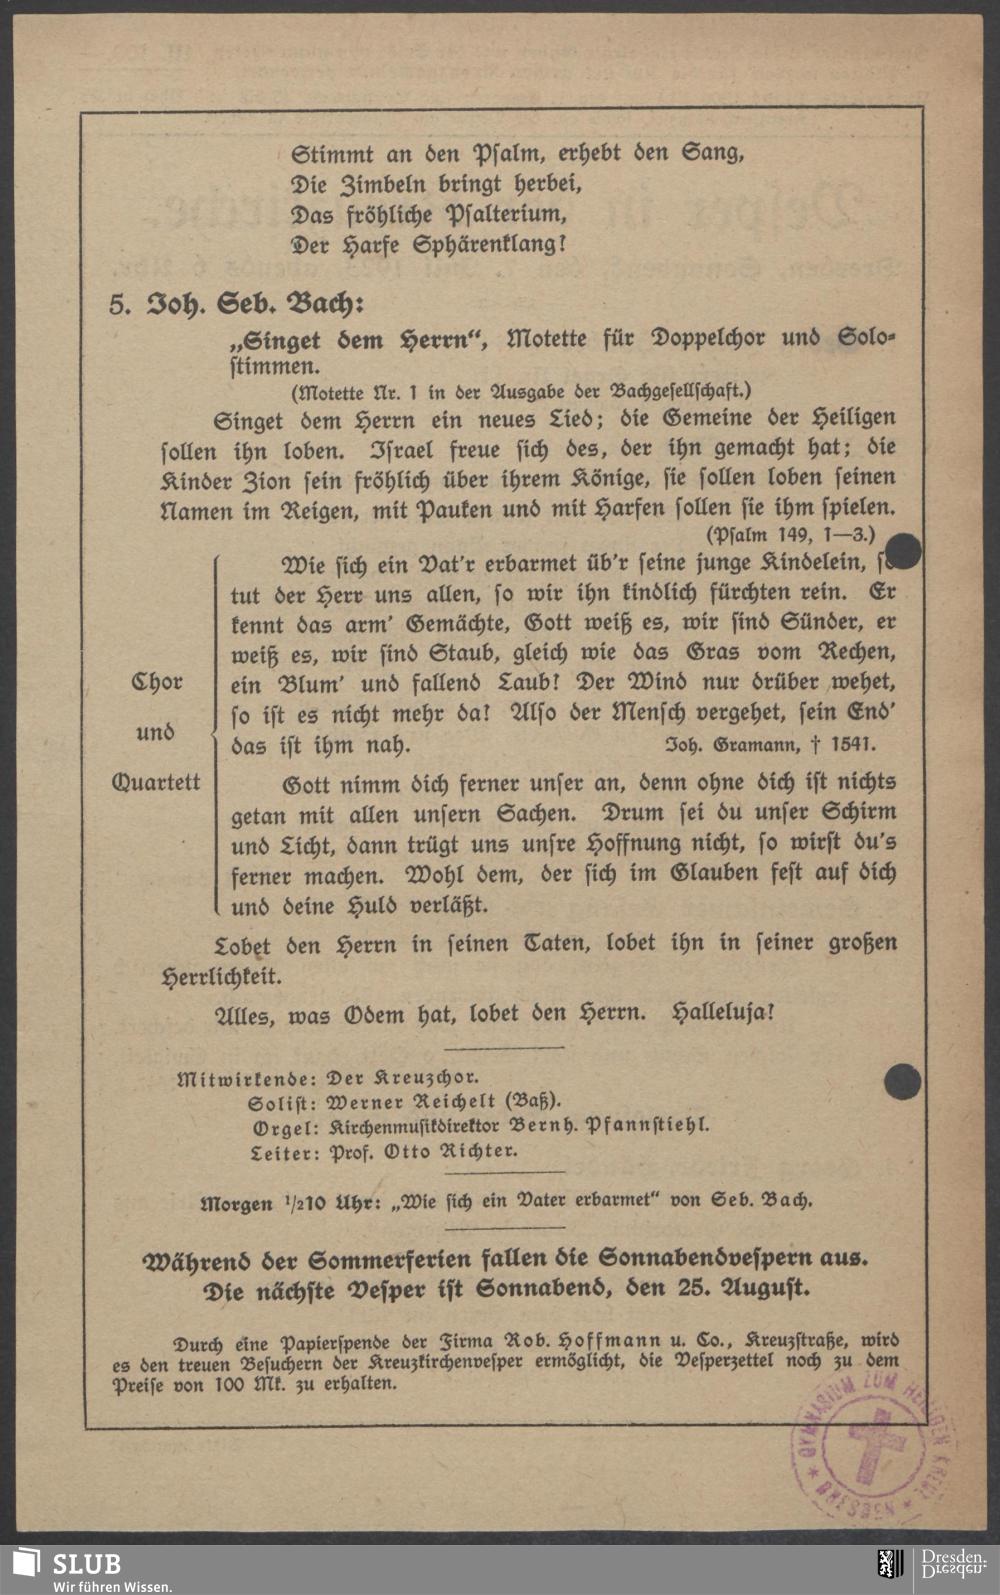 Stimmt an den Psalm, erhebt den Sang,
Die Zimbeln bringt herbei,
Das fröhliche Psalterium,
Der Harfe Sphärenklang!
5. Joh. Seb. Bach:
„Singet dem Herrn“, Motette für Doppelchor und Solo-
stimmen.
(Motette Nr. 1 in der Ausgabe der Bachgesellschaft.)
Singet dem Herrn ein neues Lied; die Gemeine der Heiligen
sollen ihn loben. Israel freue sich des, der ihn gemacht hat; die
Kinder Zion sein fröhlich über ihrem Könige, sie sollen loben seinen
Namen im Reigen, mit Pauken und mit Harfen sollen sie ihm spielen.
(Psalm 149, 1—3.)
Chor
und
Quartett
Wie sich ein Vat'r erbarmet üb'r seine junge Kindelein, so
tut der Herr uns allen, so wir ihn kindlich fürchten rein. Er
kennt das arm' Gemächte, Gott weiß es, wir sind Sünder, er
weiß es, wir sind Staub, gleich wie das Gras vom Rechen,
ein Blum' und fallend Laub! Der Wind nur drüber wehet,
so ist es nicht mehr da! Also der Mensch vergehet, sein End'
das ist ihm nah. Joh. Gramann, † 1541.
Gott nimm dich ferner unser an, denn ohne dich ist nichts
getan mit allen unsern Sachen. Drum sei du unser Schirm
und Licht, dann trügt uns unsre Hoffnung nicht, so wirst du's
ferner machen. Wohl dem, der sich im Glauben fest auf dich
und deine Huld verläßt.
Lobet den Herrn in seinen Taten, lobet ihn in seiner großen
Herrlichkeit.
Alles, was Odem hat, lobet den Herrn. Halleluja!
Mitwirkende: Der Kreuzchor.
Solist: Werner Reichelt (Baß).
Orgel: Kirchenmusikdirektor Bernh. Pfannstiehl.
Leiter: Prof. Otto Richter.
Morgen 1/210 Uhr: „Wie sich ein Vater erbarmet“ von Seb. Bach.
Während der Sommerferien fallen die Sonnabendvespern aus.
Die nächste Vesper ist Sonnabend, den 25. August.
Durch eine Papierspende der Firma Rob. Hoffmann u. Co., Kreuzstraße, wird
es den treuen Besuchern der Kreuzkirchenvesper ermöglicht, die Vesperzettel noch zu dem
Preise von 100 Mk. zu erhalten.
GYMNASIUM ZUM HEILIGEN KREUZ
* DRESDEN *
SLUB
Wir führen Wissen.
Dresden.
Dresden.